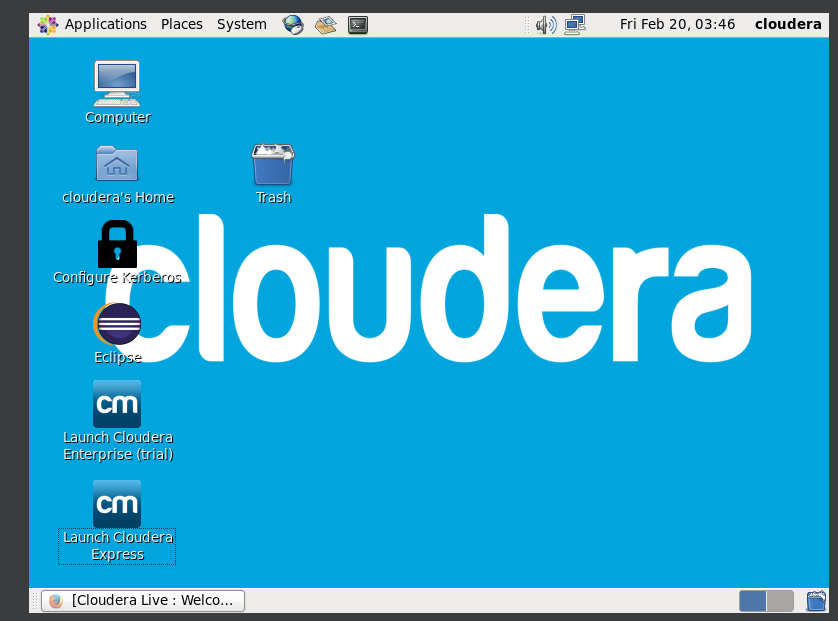 Applications Places System Fri Feb 20, 03:46 cloudera
Computer
cloudera's Home
Trash
Configure Kerberos
cloudera
Eclipse
cm
Launch Cloudera
Enterprise (trial)
cm
Launch Cloudera
Express
[Cloudera Live : Welco...